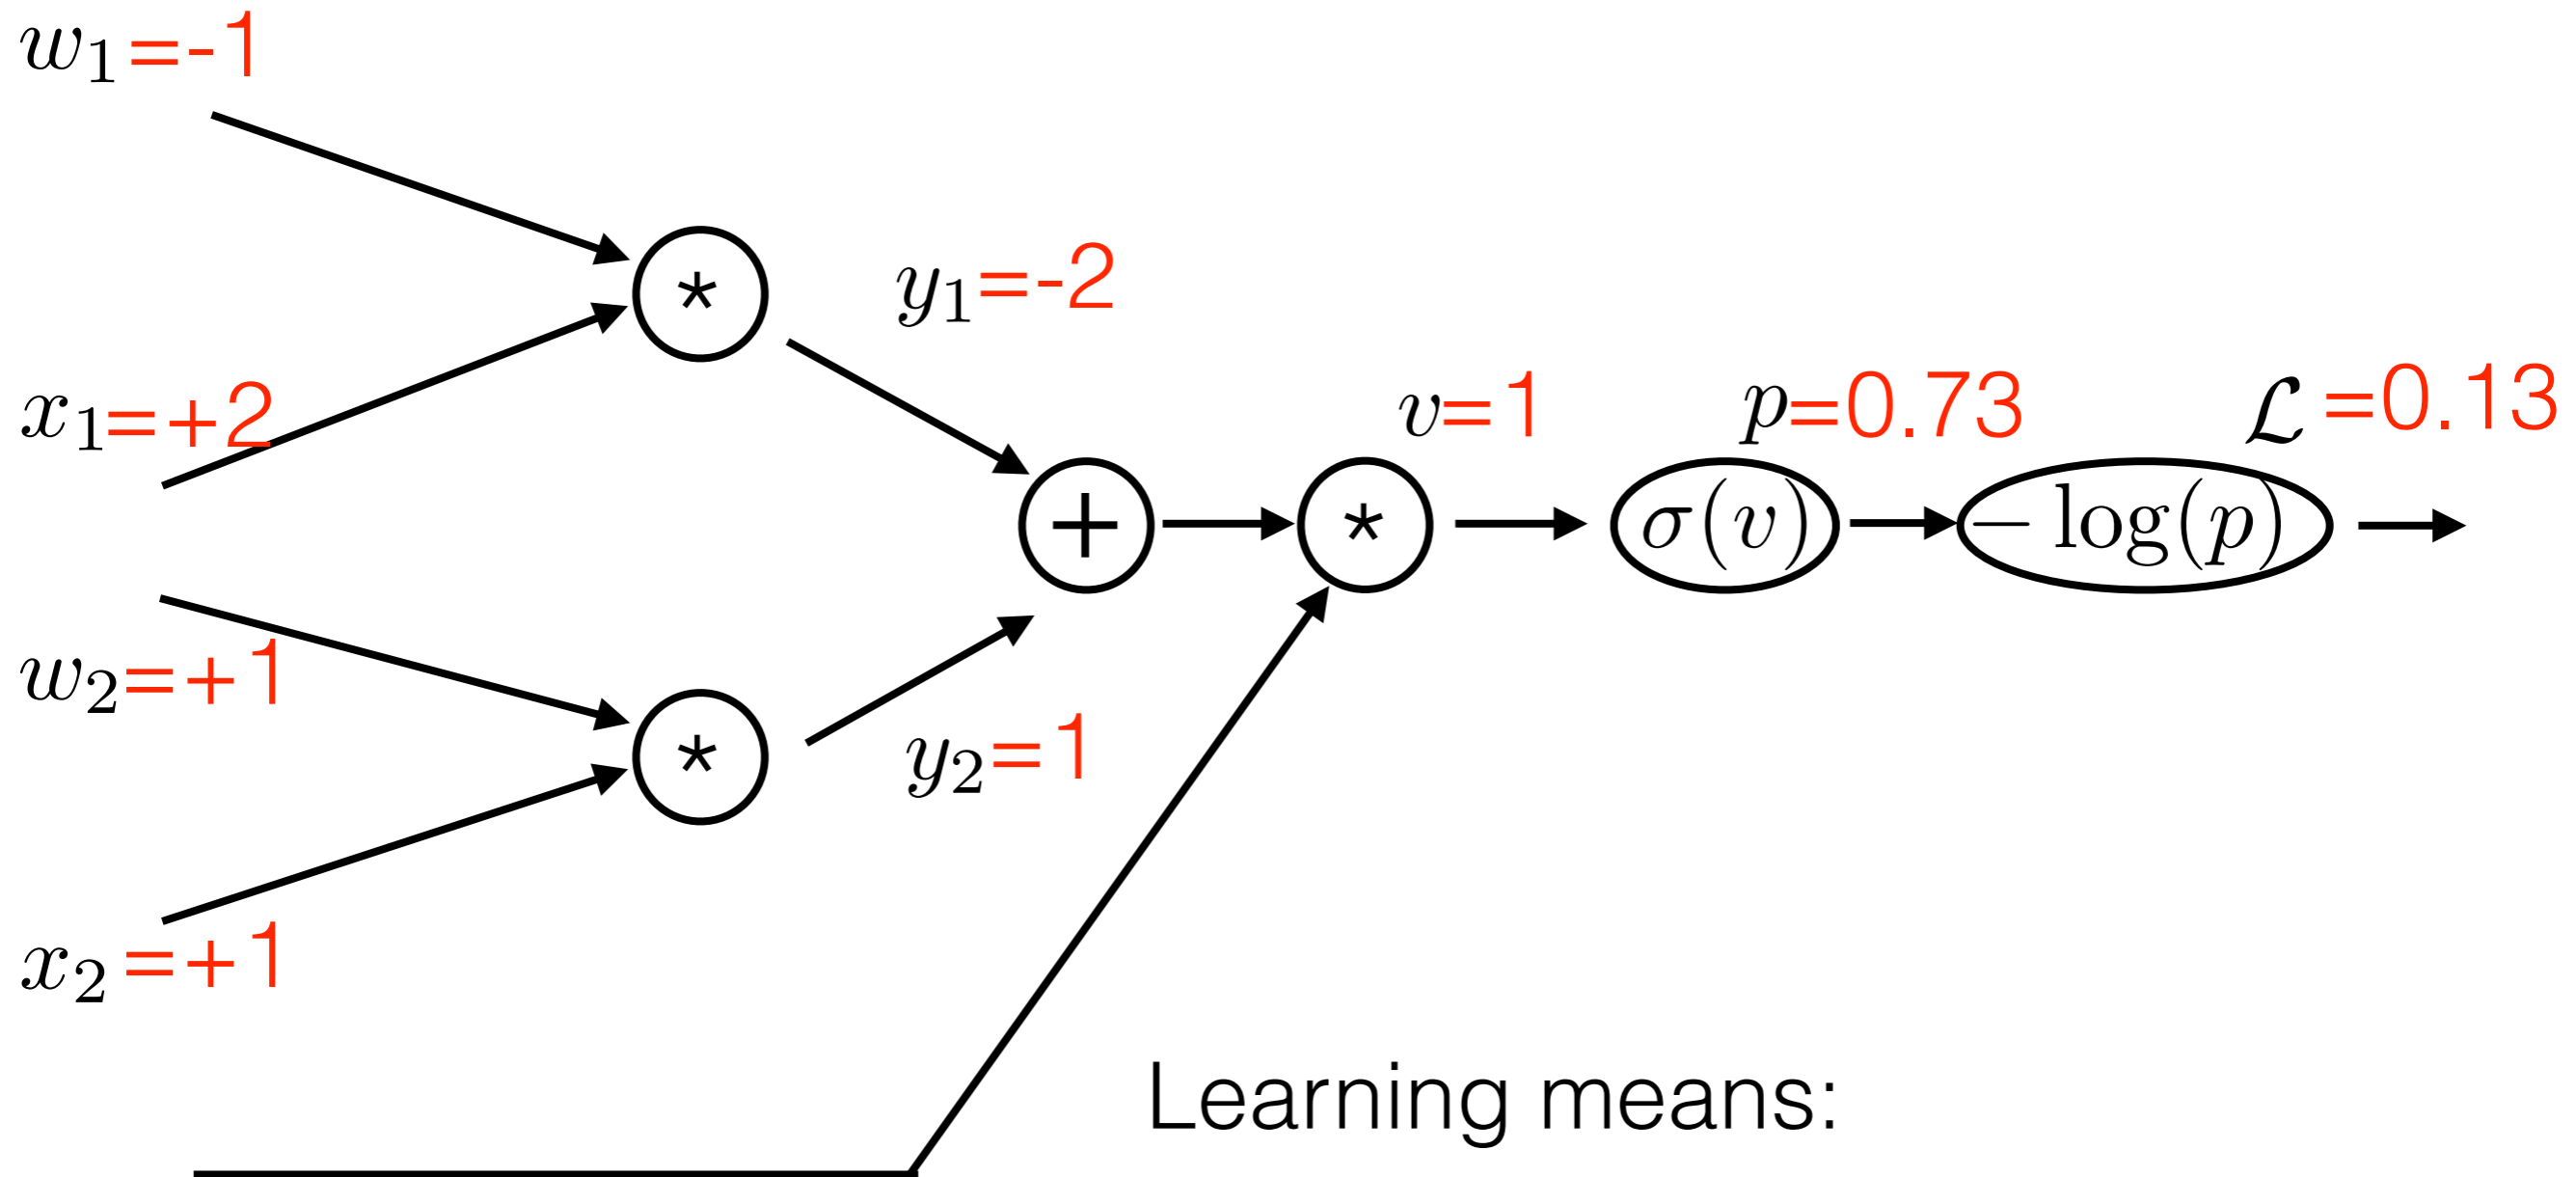 w₁=-1
*
y₁=-2
x₁=+2
v=1
p=0.73
ℒ=0.13
+
*
σ(v)
− log(p)
w₂=+1
*
y₂=1
x₂=+1
Learning means: